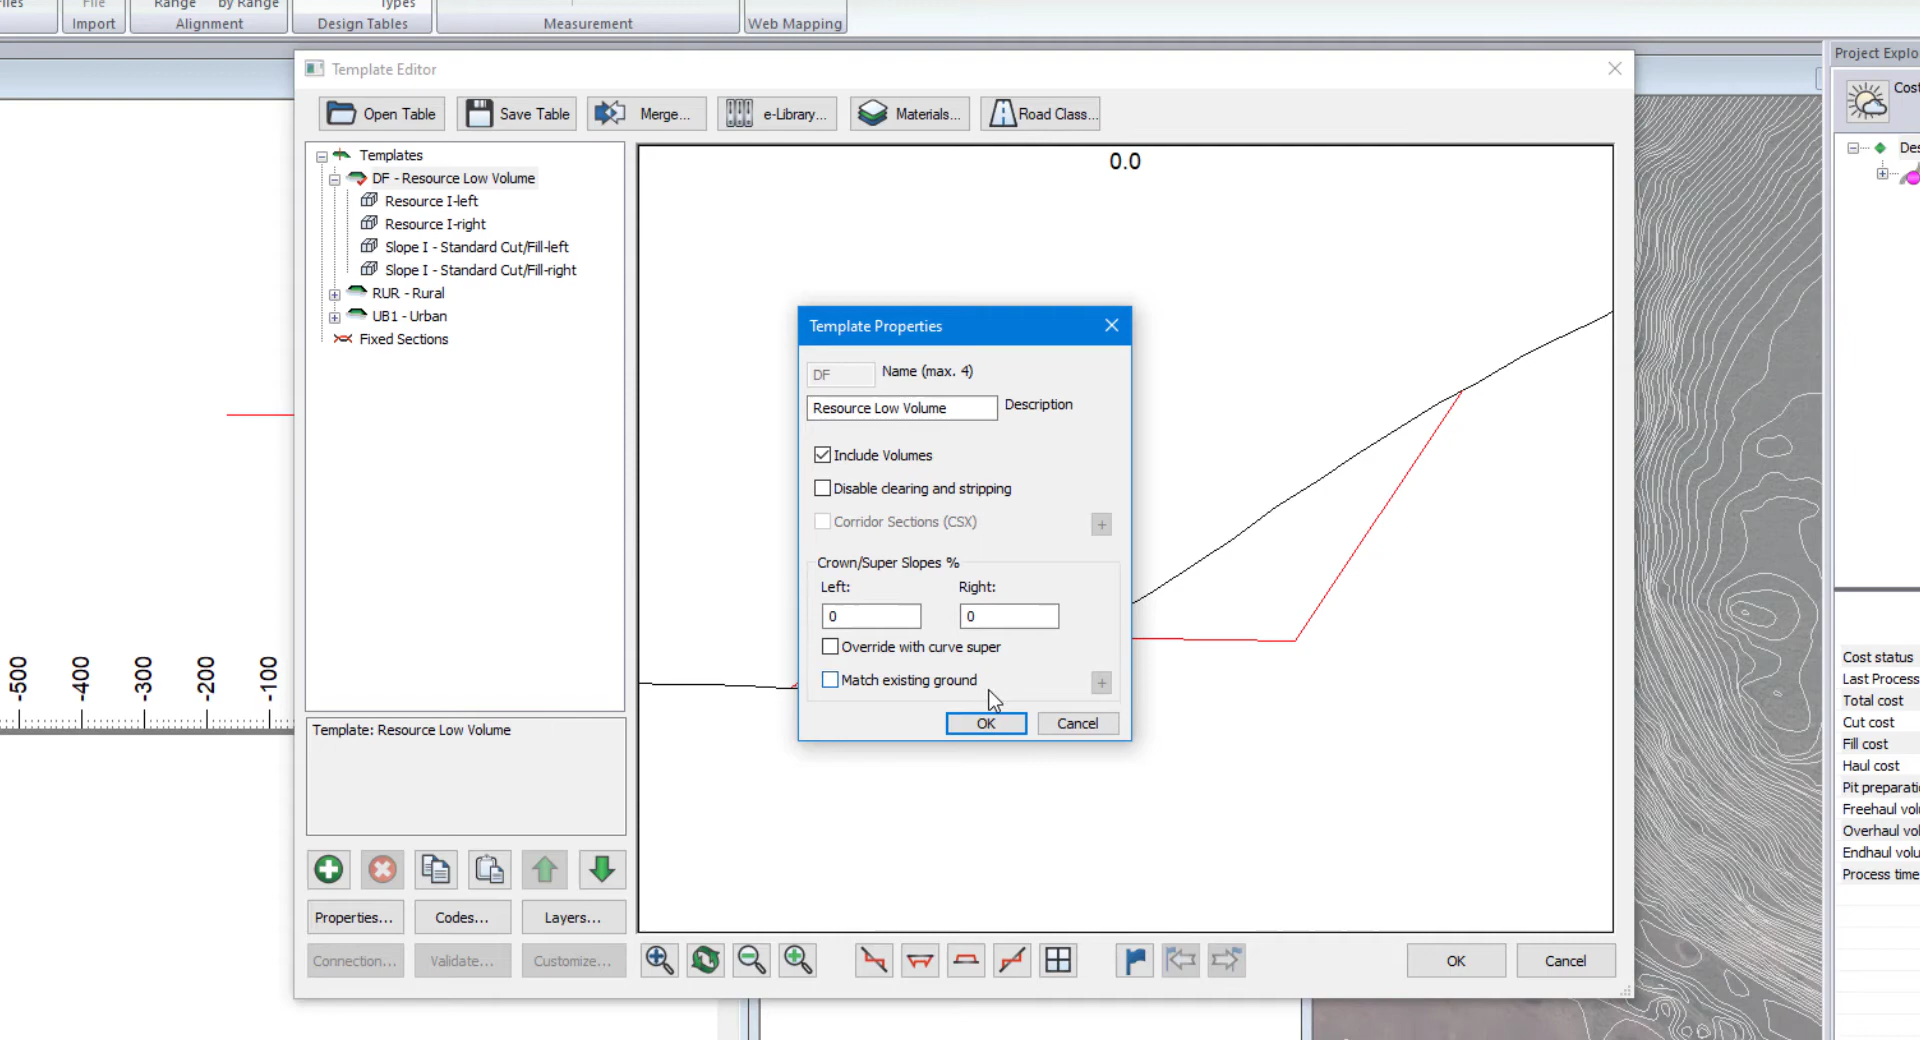 Types
File
Range
by Range
Import
Alignment
Design Tables
Measurement
Web Mapping
Template Editor
Project Explo
Open Table
Save Table
Merge...
e-Library...
Materials...
Road Class...
Cost
Templates
DF - Resource Low Volume
Resource I-left
Resource I-right
Slope I - Standard Cut/Fill-left
Slope I - Standard Cut/Fill-right
RUR - Rural
UB1 - Urban
Fixed Sections
0.0
Des
Template Properties
DF
Name (max. 4)
Resource Low Volume
Description
Include Volumes
Disable clearing and stripping
Corridor Sections (CSX)
Crown/Super Slopes %
Left:
Right:
0
0
Override with curve super
Match existing ground
OK
Cancel
-500
-400
-300
-200
-100
Template: Resource Low Volume
Properties...
Codes...
Layers...
Connection...
Validate...
Customize...
OK
Cancel
Cost status
Last Process
Total cost
Cut cost
Fill cost
Haul cost
Pit preparati
Freehaul vol
Overhaul vol
Endhaul volu
Process time